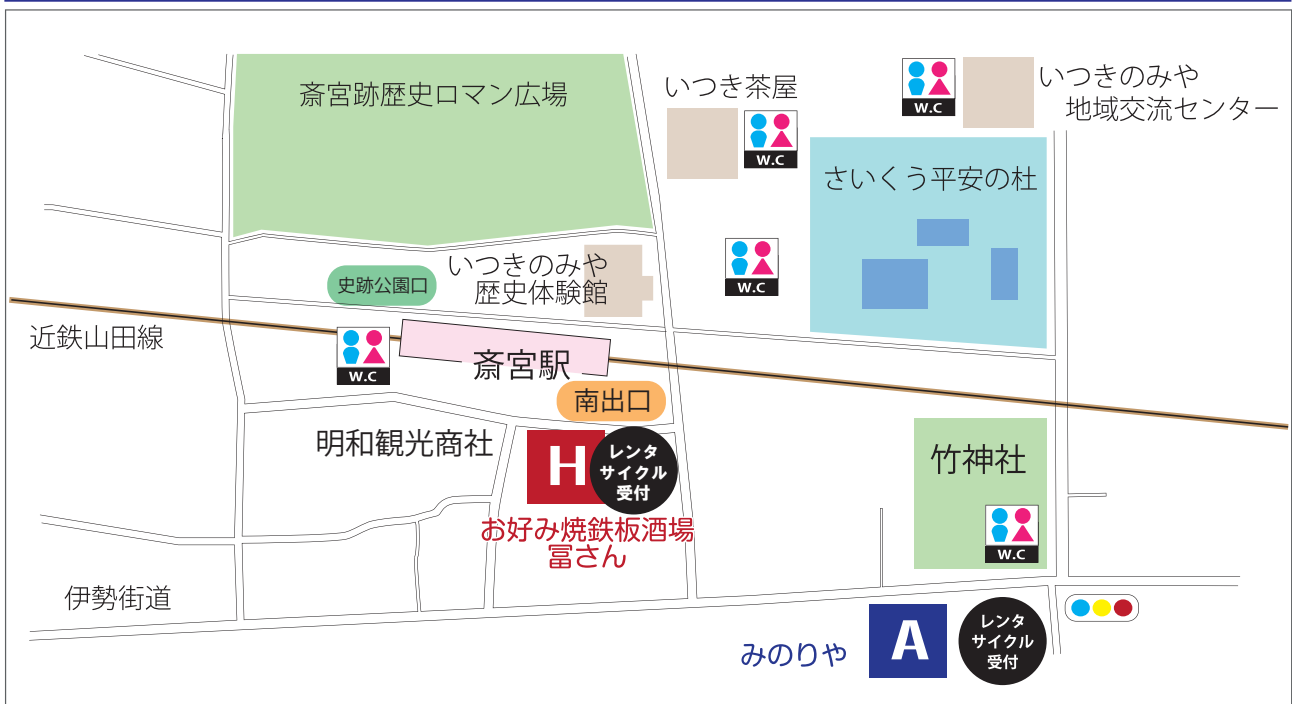 斎宮跡歴史ロマン広場
いつき茶屋
W.C
W.C
いつきのみや
地域交流センター
さいくう平安の杜
W.C
いつきのみや
歴史体験館
史跡公園口
近鉄山田線
W.C
斎宮駅
南出口
明和観光商社
H
レンタ
サイクル
受付
お好み焼鉄板酒場
冨さん
竹神社
W.C
伊勢街道
みのりや
A
レンタ
サイクル
受付